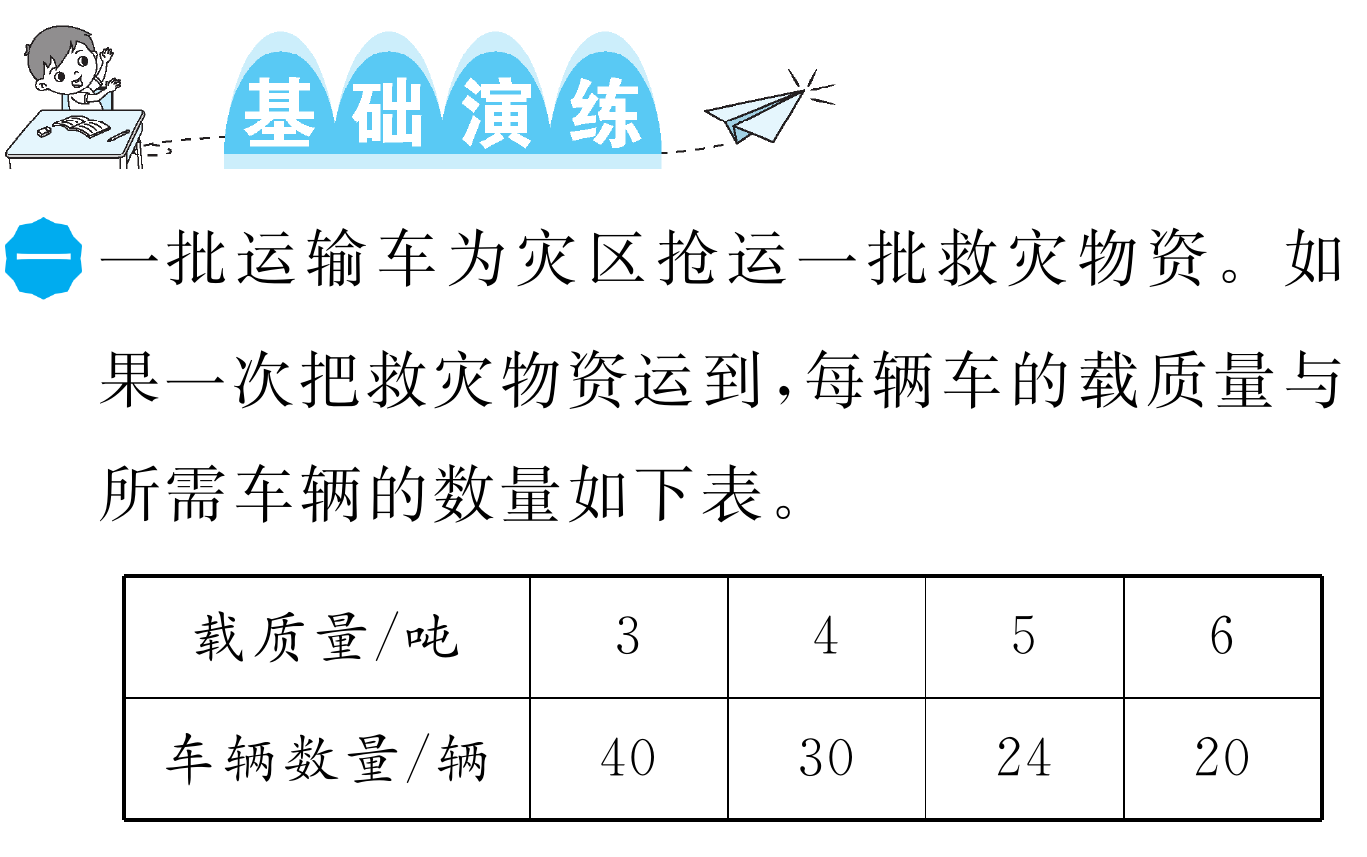 基础演练
一 一批运输车为灾区抢运一批救灾物资。如
果一次把救灾物资运到,每辆车的载质量与
所需车辆的数量如下表。
载质量/吨 3 4 5 6
车辆数量/辆 40 30 24 20